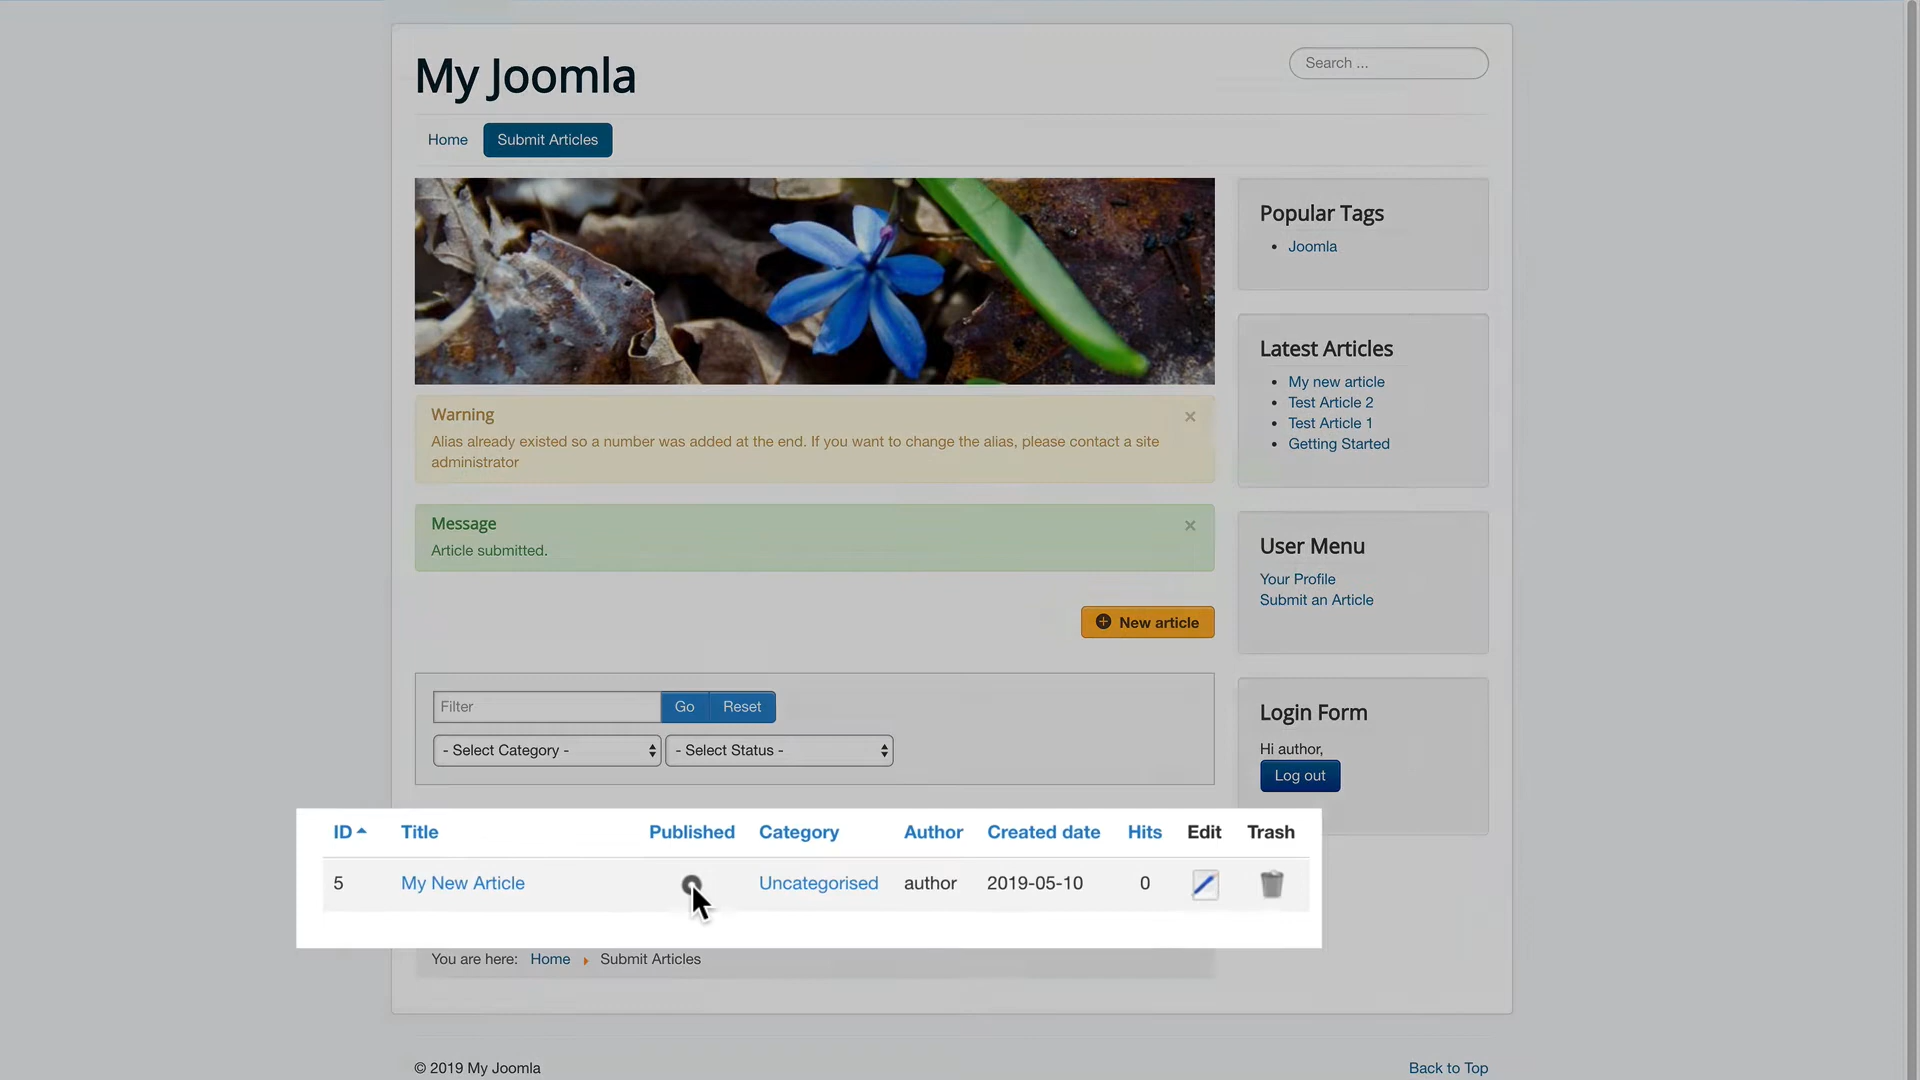 My Joomla
Search ...
Home
Submit Articles
Popular Tags
Joomla
Latest Articles
My new article
Test Article 2
Test Article 1
Getting Started
Warning
×
Alias already existed so a number was added at the end. If you want to change the alias, please contact a site
administrator
Message
×
Article submitted.
User Menu
Your Profile
Submit an Article
New article
Filter
Go
Reset
- Select Category -
- Select Status -
Login Form
Hi author,
Log out
ID Title Published Category Author Created date Hits Edit Trash
5 My New Article Uncategorised author 2019-05-10 0
You are here: Home Submit Articles
© 2019 My Joomla
Back to Top